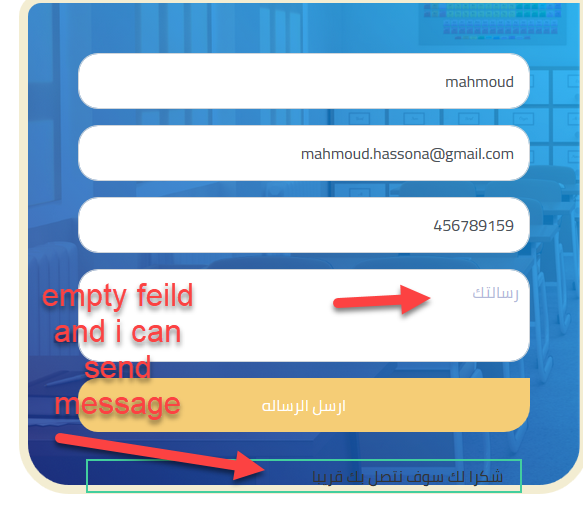 mahmoud
mahmoud.hassona@gmail.com
456789159
رسالتك
empty feild
and i can
send
message
ارسل الرساله
شكرا لك سوف نتصل بك قريبا